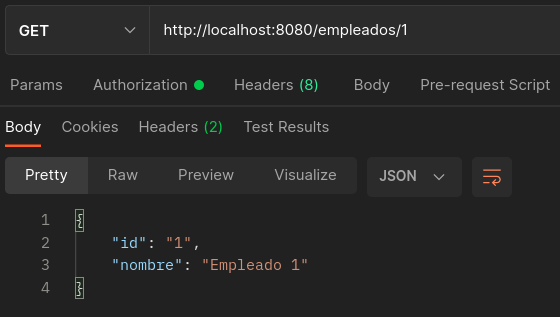 GET http://localhost:8080/empleados/1
Params Authorization Headers (8) Body Pre-request Script
Body Cookies Headers (2) Test Results
Pretty Raw Preview Visualize JSON
1 {
2 "id": "1",
3 "nombre": "Empleado 1"
4 }